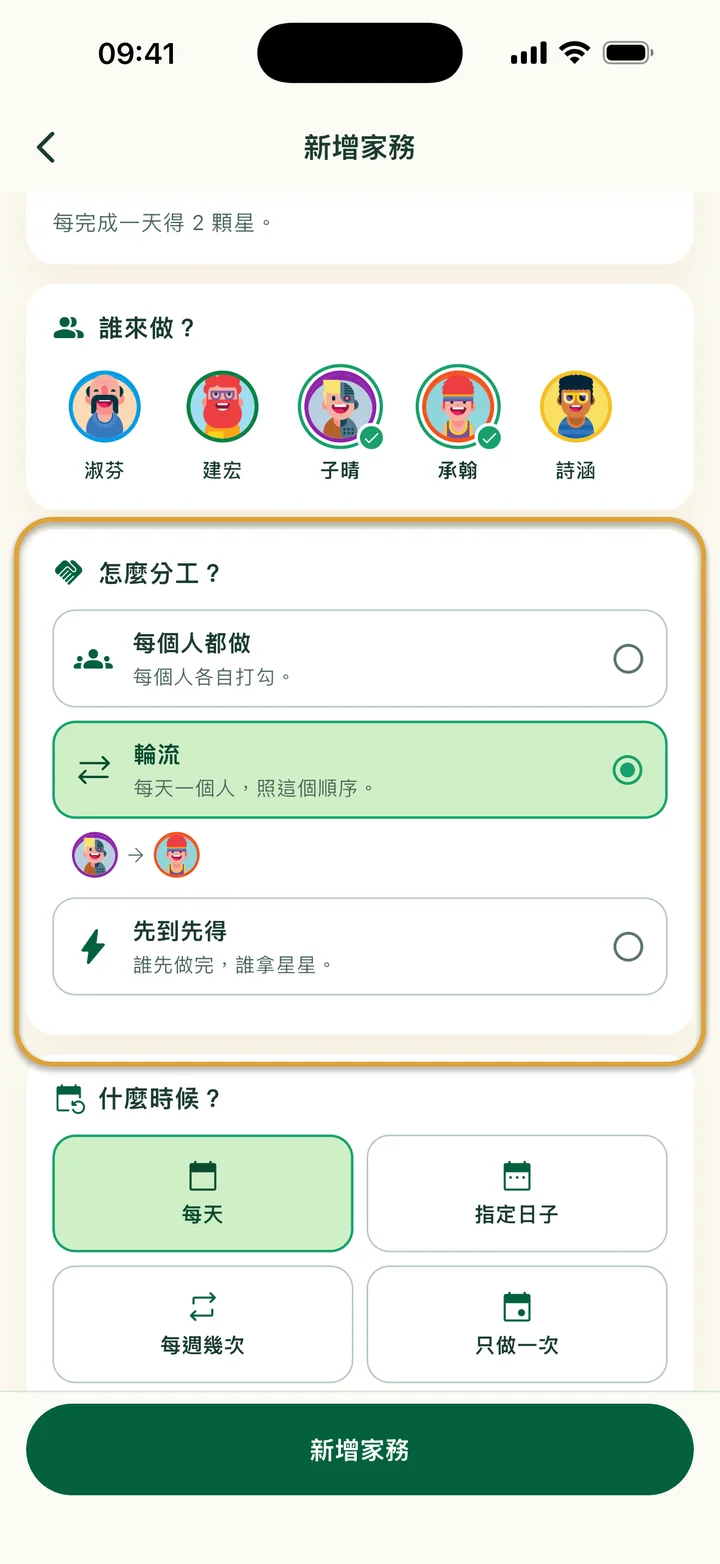 09:41
新增家務
每完成一天得 2 顆星。
誰來做？
淑芬
建宏
子晴
承翰
詩涵
怎麼分工？
每個人都做
每個人各自打勾。
輪流
每天一個人，照這個順序。
先到先得
誰先做完，誰拿星星。
什麼時候？
每天
指定日子
每週幾次
只做一次
新增家務